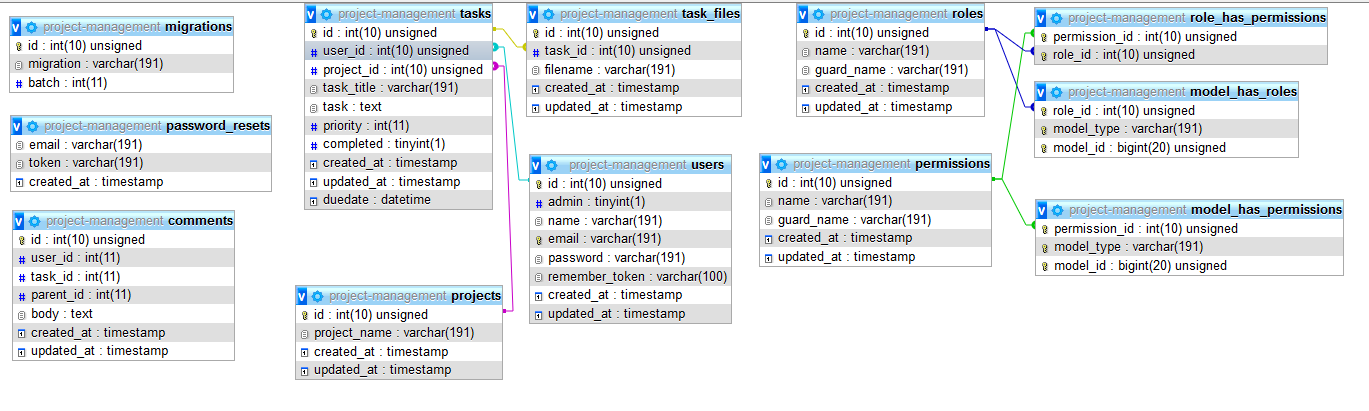 v project-management migrations
id : int(10) unsigned
migration : varchar(191)
# batch : int(11)
v project-management password_resets
email : varchar(191)
token : varchar(191)
created_at : timestamp
v project-management comments
id : int(10) unsigned
# user_id : int(11)
# task_id : int(11)
# parent_id : int(11)
body : text
created_at : timestamp
updated_at : timestamp
v project-management tasks
id : int(10) unsigned
# user_id : int(10) unsigned
# project_id : int(10) unsigned
task_title : varchar(191)
task : text
# priority : int(11)
# completed : tinyint(1)
created_at : timestamp
updated_at : timestamp
duedate : datetime
v project-management projects
id : int(10) unsigned
project_name : varchar(191)
created_at : timestamp
updated_at : timestamp
v project-management task_files
id : int(10) unsigned
# task_id : int(10) unsigned
filename : varchar(191)
created_at : timestamp
updated_at : timestamp
v project-management users
id : int(10) unsigned
# admin : tinyint(1)
name : varchar(191)
email : varchar(191)
password : varchar(191)
remember_token : varchar(100)
created_at : timestamp
updated_at : timestamp
v project-management roles
id : int(10) unsigned
name : varchar(191)
guard_name : varchar(191)
created_at : timestamp
updated_at : timestamp
v project-management permissions
id : int(10) unsigned
name : varchar(191)
guard_name : varchar(191)
created_at : timestamp
updated_at : timestamp
v project-management role_has_permissions
permission_id : int(10) unsigned
role_id : int(10) unsigned
v project-management model_has_roles
role_id : int(10) unsigned
model_type : varchar(191)
model_id : bigint(20) unsigned
v project-management model_has_permissions
permission_id : int(10) unsigned
model_type : varchar(191)
model_id : bigint(20) unsigned